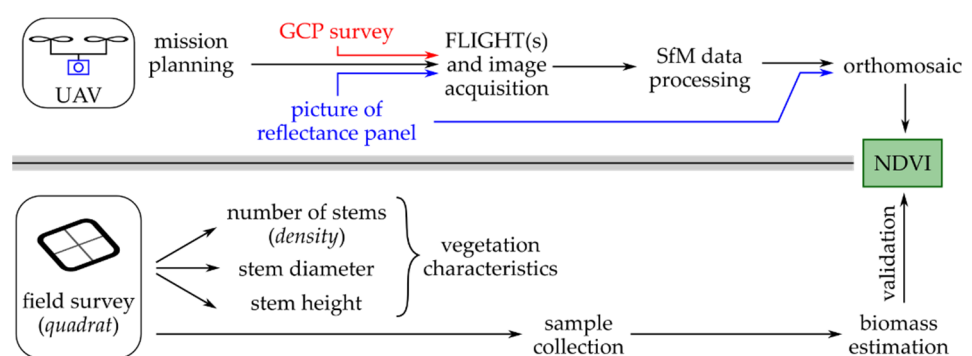 UAV
mission
planning
GCP survey
picture of
reflectance panel
FLIGHT(s)
and image
acquisition
SfM data
processing
orthomosaic
NDVI
field survey
(quadrat)
number of stems
(density)
stem diameter
stem height
vegetation
characteristics
sample
collection
biomass
estimation
validation